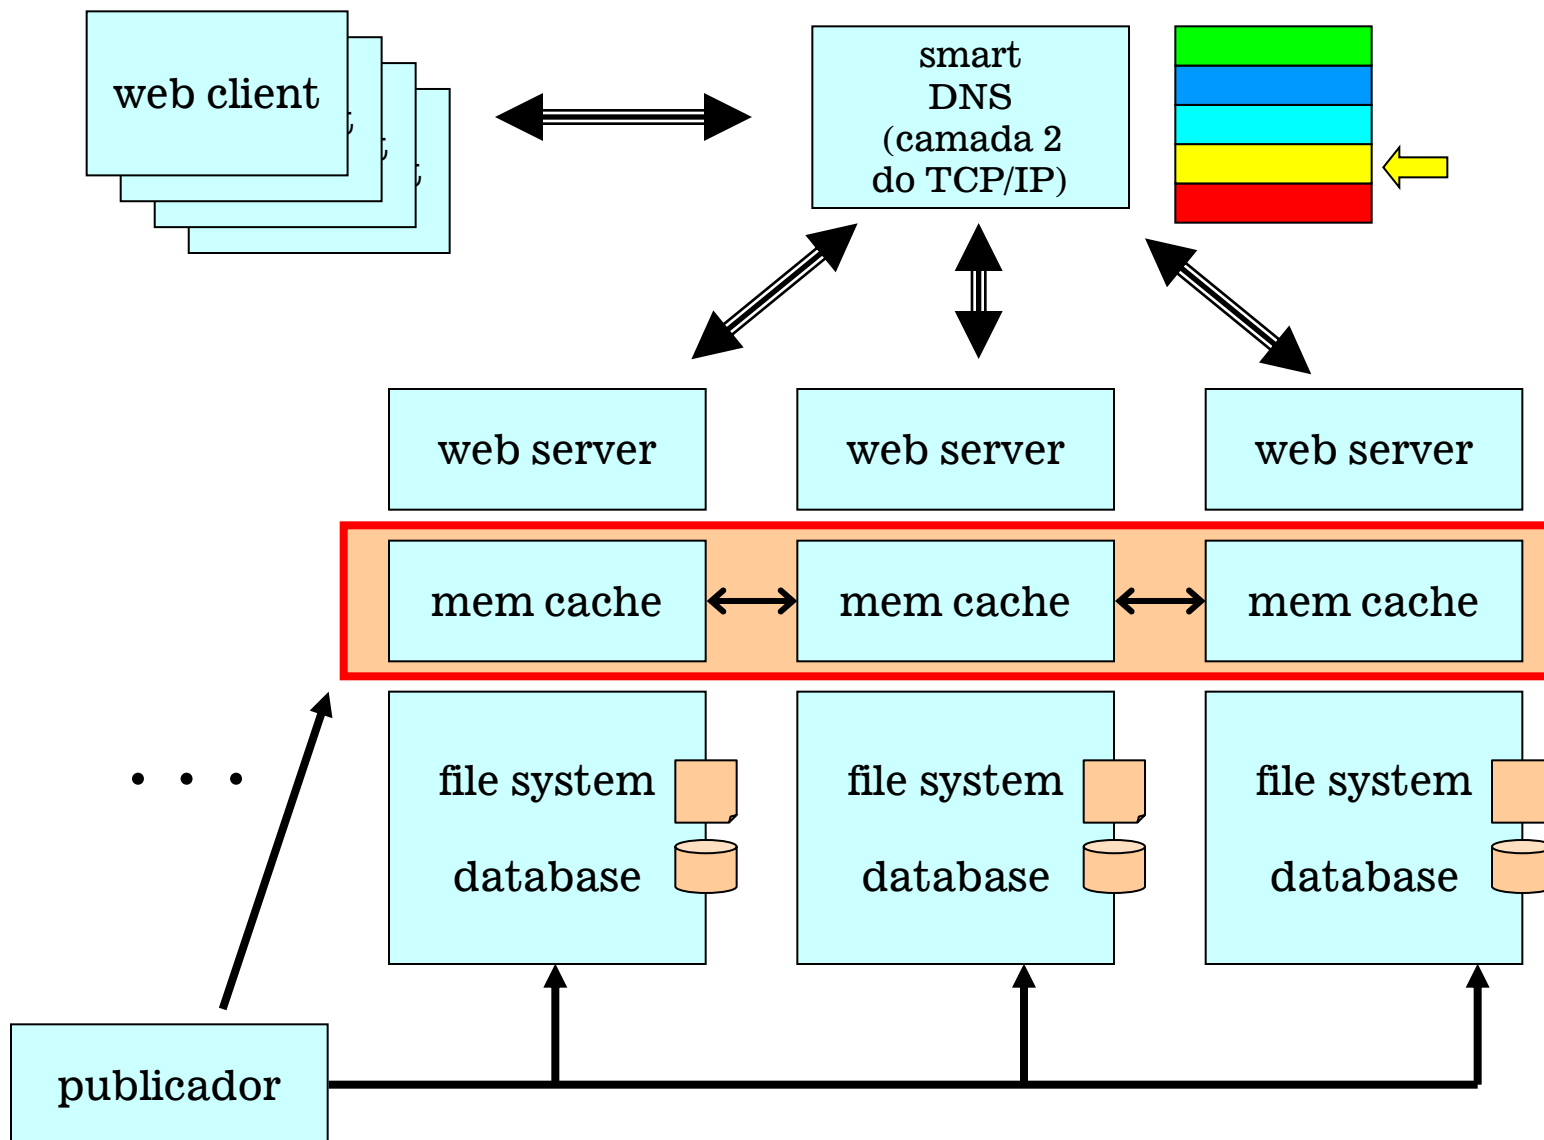 web client
smart
DNS
(camada 2
do TCP/IP)
web server
web server
web server
mem cache
mem cache
mem cache
. . .
file system
database
file system
database
file system
database
publicador